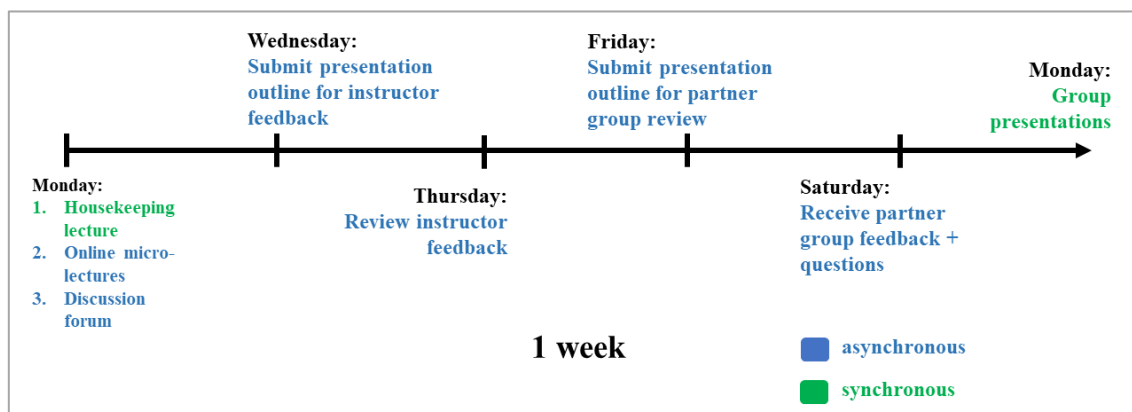 Wednesday:
Submit presentation
outline for instructor
feedback
Friday:
Submit presentation
outline for partner
group review
Monday:
Group
presentations
Monday:
1. Housekeeping
lecture
2. Online micro-
lectures
3. Discussion
forum
Thursday:
Review instructor
feedback
Saturday:
Receive partner
group feedback +
questions
1 week
asynchronous
synchronous